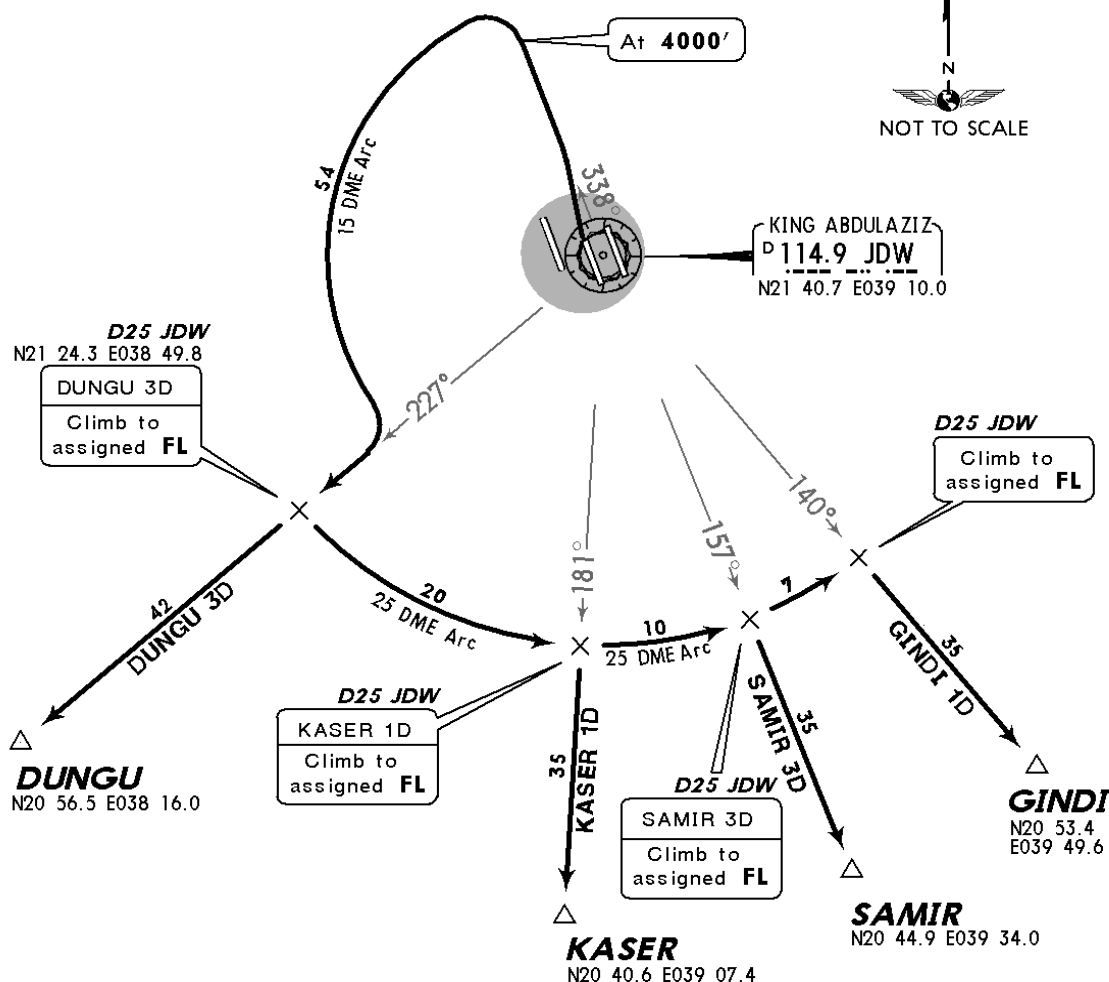 At 4000'
N
NOT TO SCALE
54
15 DME Arc
338°
KING ABDULAZIZ
D 114.9 JDW
N21 40.7 E039 10.0
D25 JDW
N21 24.3 E038 49.8
DUNGU 3D
Climb to
assigned FL
227°
D25 JDW
Climb to
assigned FL
140°
157°
181°
42
DUNGU 3D
20
25 DME Arc
10
25 DME Arc
7
35
GINDI 1D
D25 JDW
KASER 1D
Climb to
assigned FL
35
KASER 1D
35
SAMIR 3D
D25 JDW
SAMIR 3D
Climb to
assigned FL
DUNGU
N20 56.5 E038 16.0
GINDI
N20 53.4
E039 49.6
SAMIR
N20 44.9 E039 34.0
KASER
N20 40.6 E039 07.4